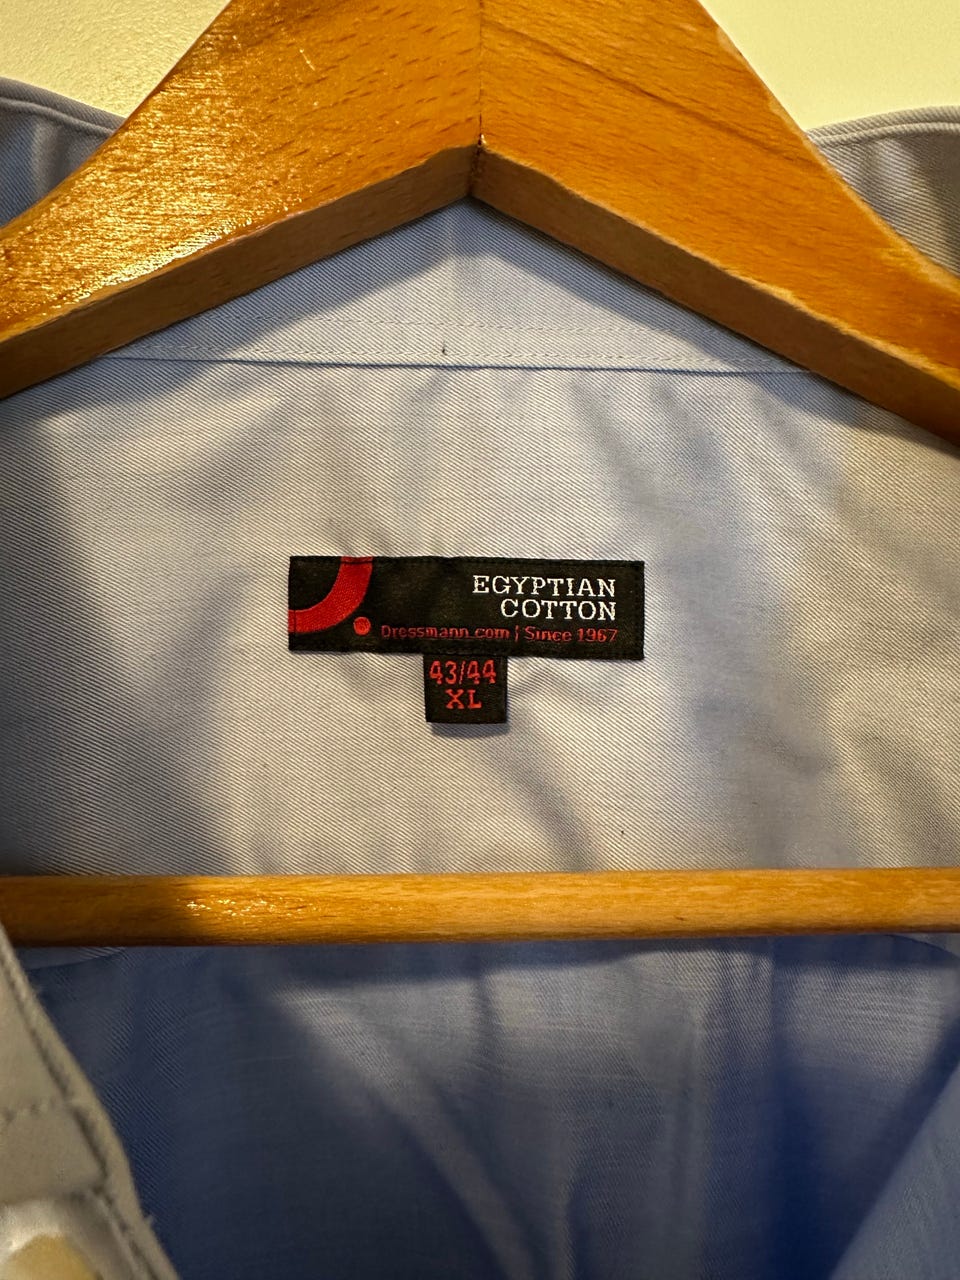 EGYPTIAN
COTTON
Dressmann.com | Since 1967
43/44
XL